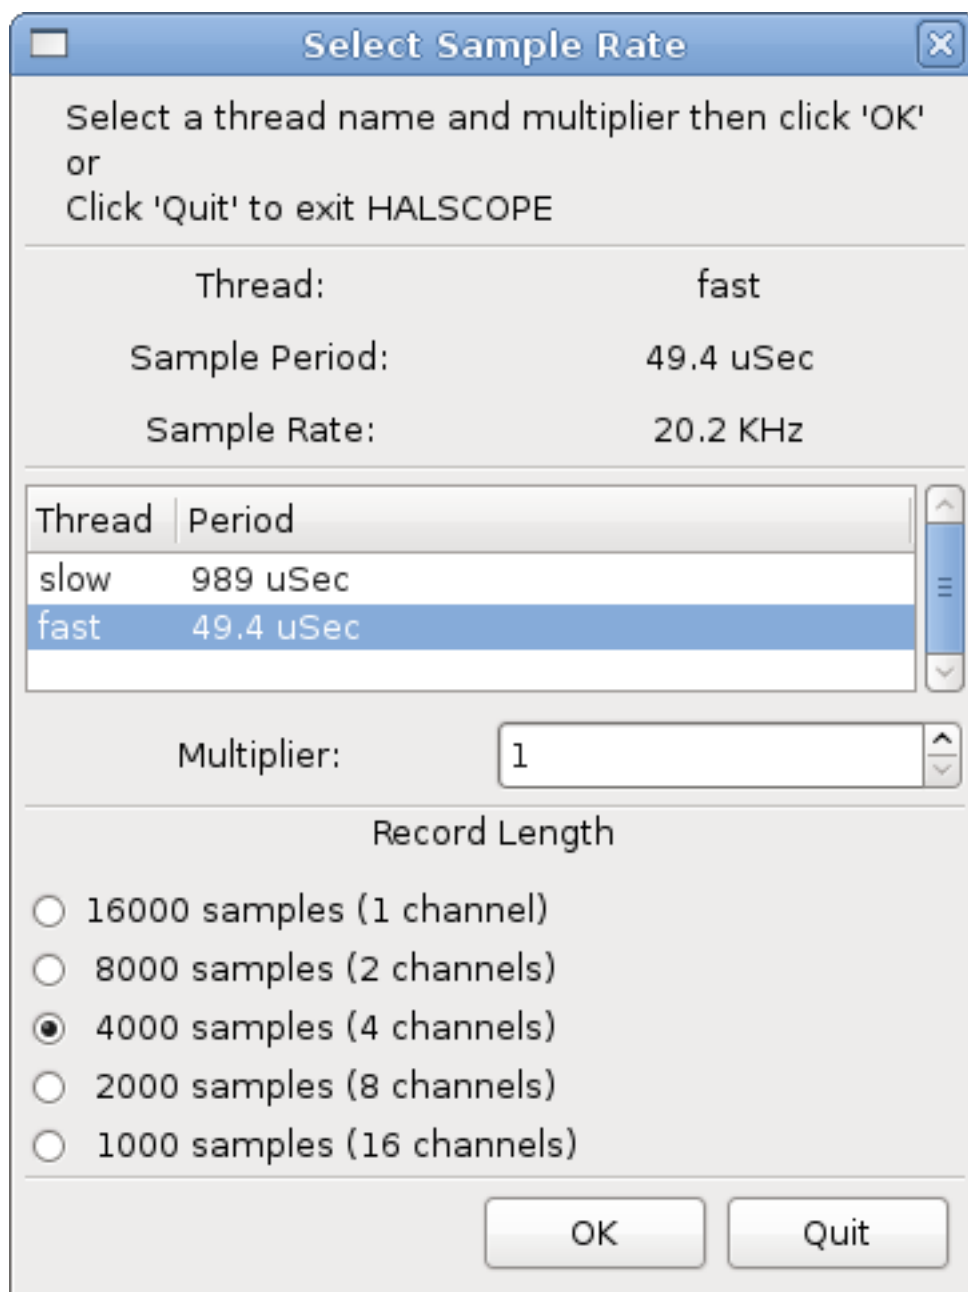 Select Sample Rate
Select a thread name and multiplier then click 'OK'
or
Click 'Quit' to exit HALSCOPE
Thread: fast
Sample Period: 49.4 uSec
Sample Rate: 20.2 KHz
Thread Period
slow 989 uSec
fast 49.4 uSec
Multiplier: 1
Record Length
16000 samples (1 channel)
8000 samples (2 channels)
4000 samples (4 channels)
2000 samples (8 channels)
1000 samples (16 channels)
OK Quit